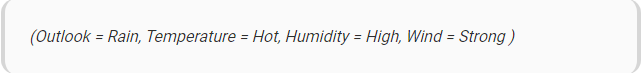 (Outlook = Rain, Temperature = Hot, Humidity = High, Wind = Strong )